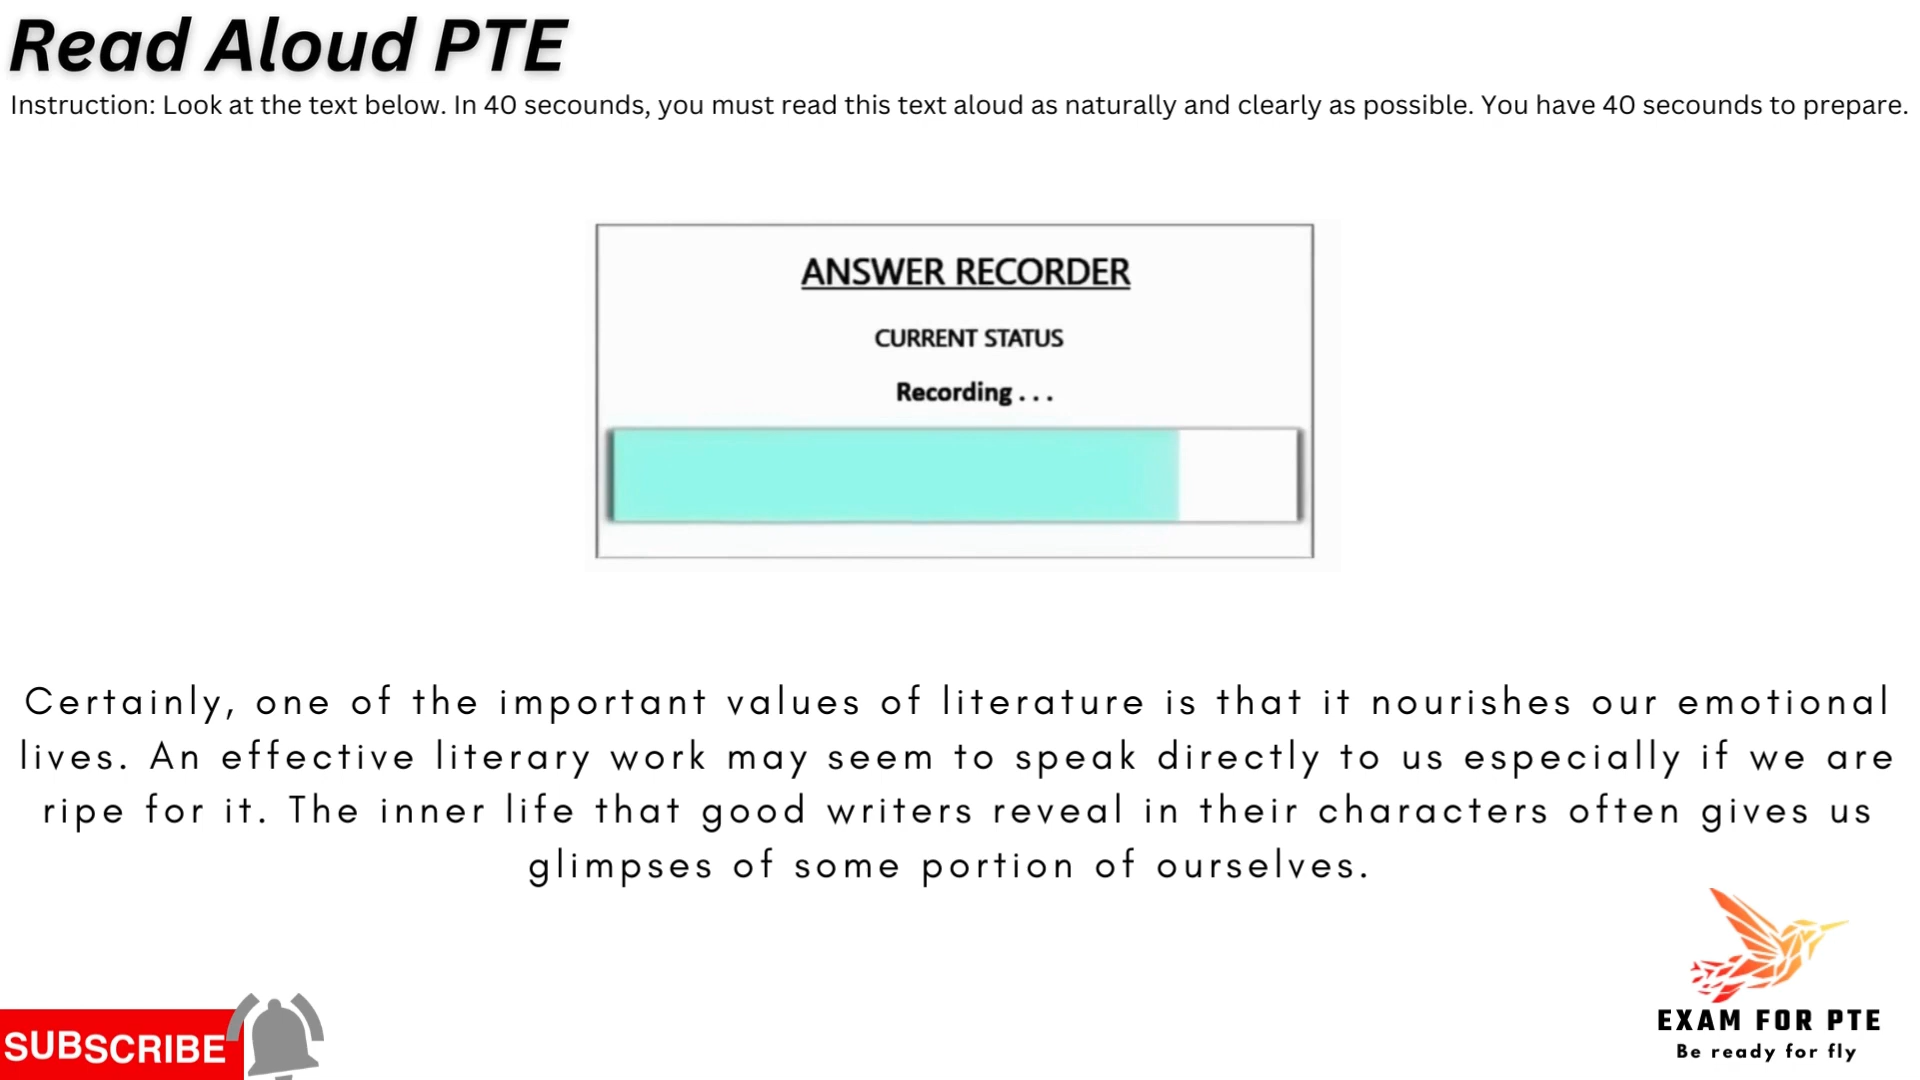 Read Aloud PTE
Instruction: Look at the text below. In 40 secounds, you must read this text aloud as naturally and clearly as possible. You have 40 secounds to prepare.
ANSWER RECORDER
CURRENT STATUS
Recording . . .
Certainly, one of the important values of literature is that it nourishes our emotional
lives. An effective literary work may seem to speak directly to us especially if we are
ripe for it. The inner life that good writers reveal in their characters often gives us
glimpses of some portion of ourselves.
SUBSCRIBE
EXAM FOR PTE
Be ready for fly